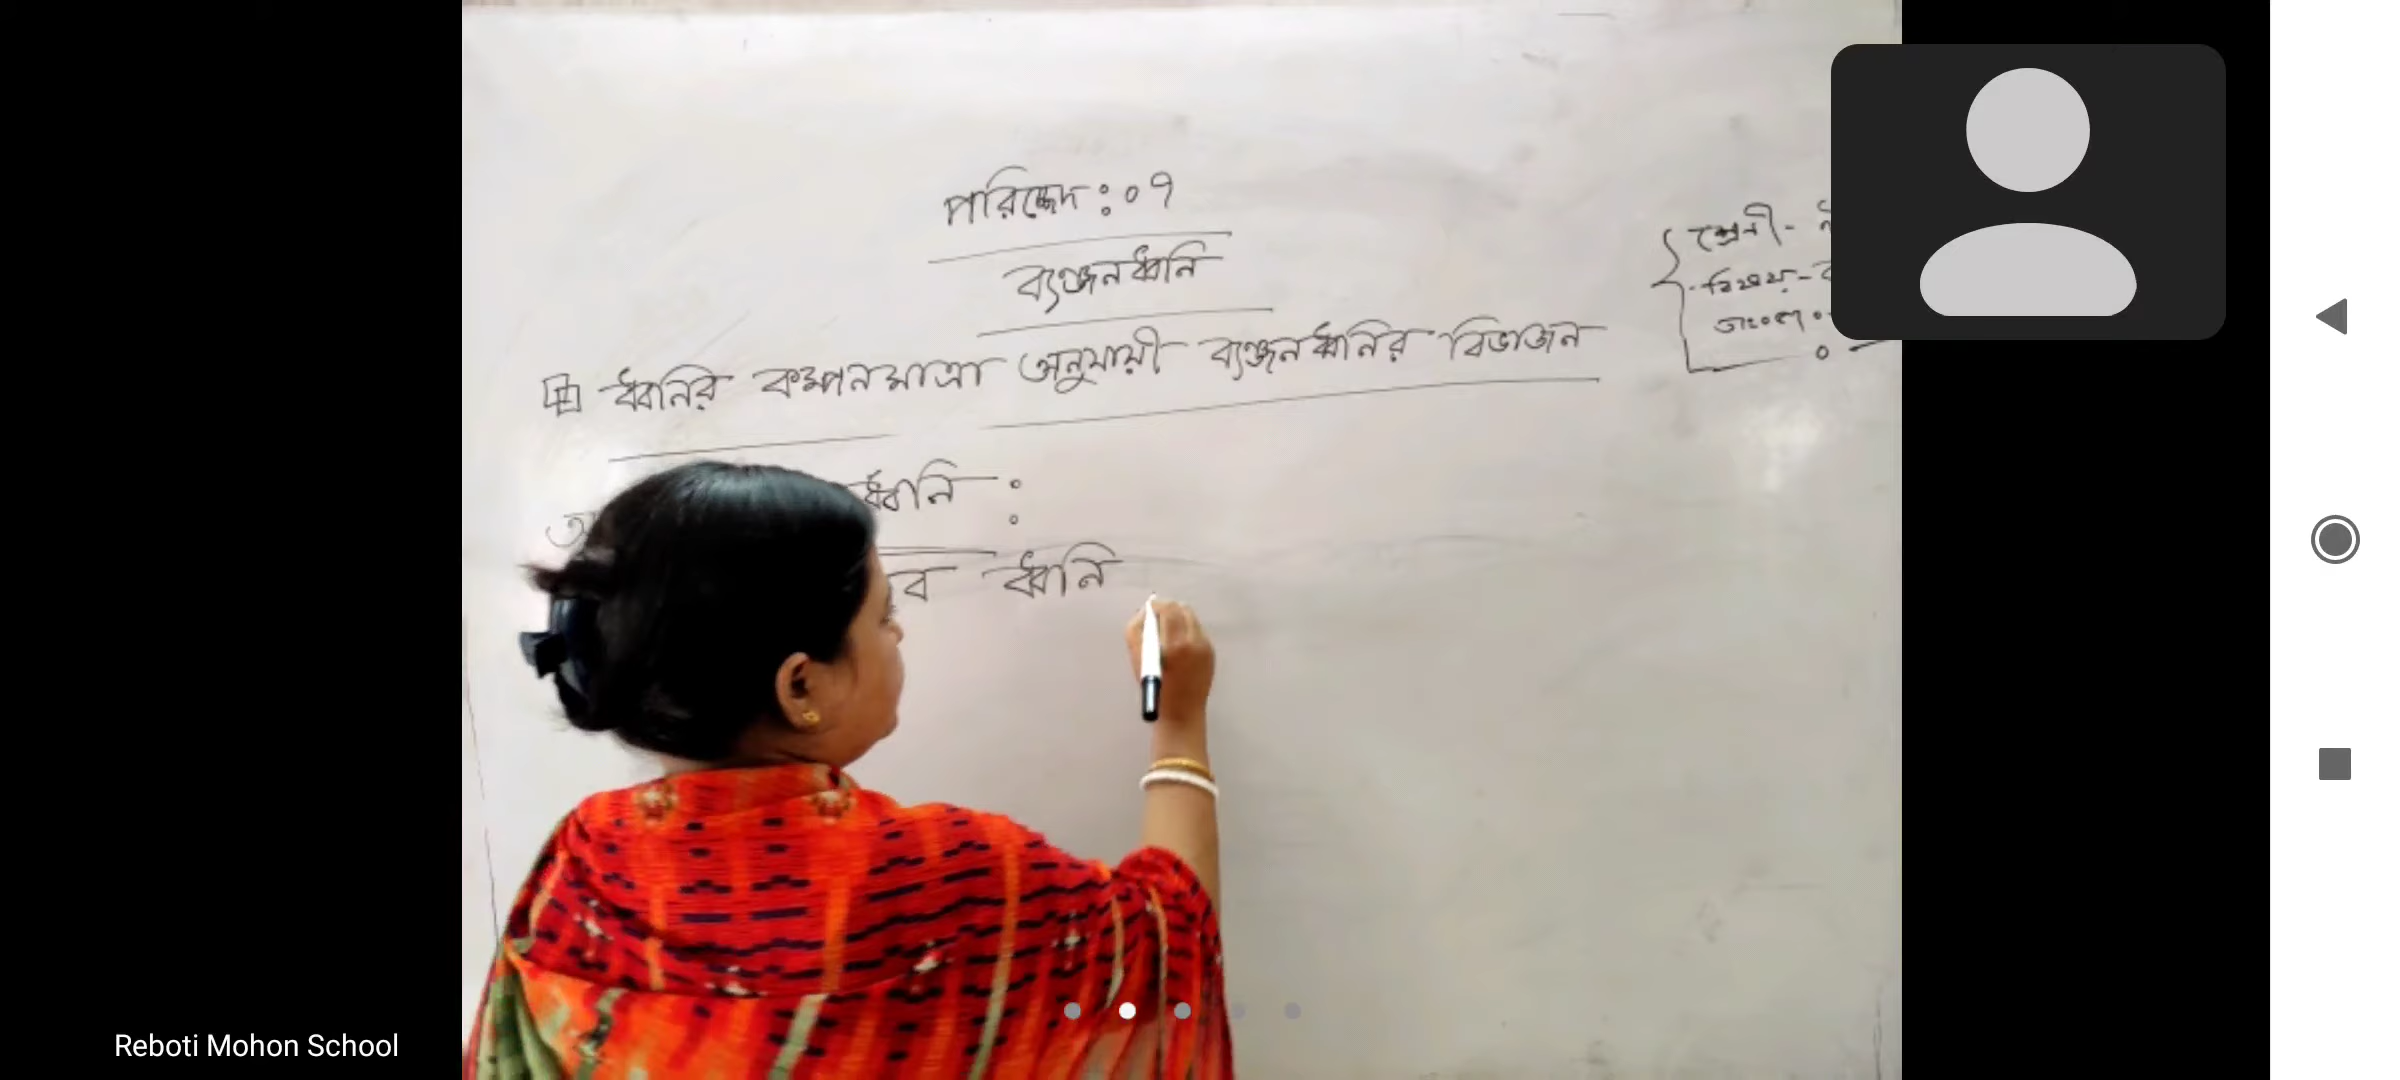 পরিচ্ছেদ : ০৭
ব্যঞ্জনধ্বনি
ধ্বনির কম্পনমাত্রা অনুযায়ী ব্যঞ্জনধ্বনির বিভাজন
ধ্বনি :
ব ধ্বনি
শ্রেণী -
বিষয় -
Reboti Mohon School